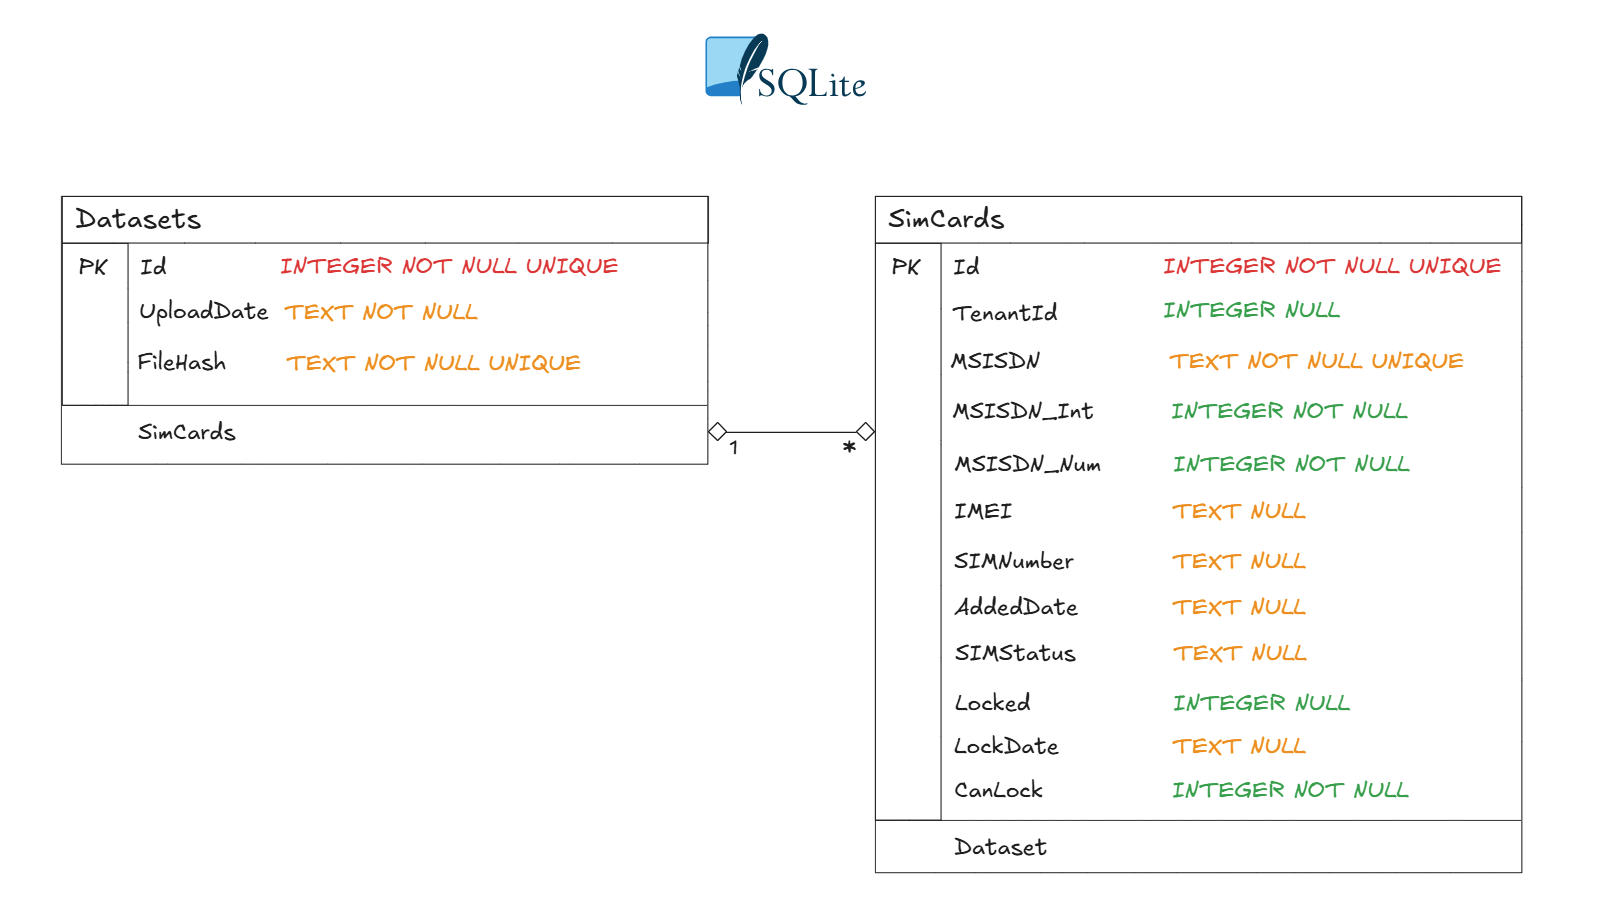 SQLite
Datasets
PK Id INTEGER NOT NULL UNIQUE
UploadDate TEXT NOT NULL
FileHash TEXT NOT NULL UNIQUE
SimCards
1 *
SimCards
PK Id INTEGER NOT NULL UNIQUE
TenantId INTEGER NULL
MSISDN TEXT NOT NULL UNIQUE
MSISDN_Int INTEGER NOT NULL
MSISDN_Num INTEGER NOT NULL
IMEI TEXT NULL
SIMNumber TEXT NULL
AddedDate TEXT NULL
SIMStatus TEXT NULL
Locked INTEGER NULL
LockDate TEXT NULL
CanLock INTEGER NOT NULL
Dataset